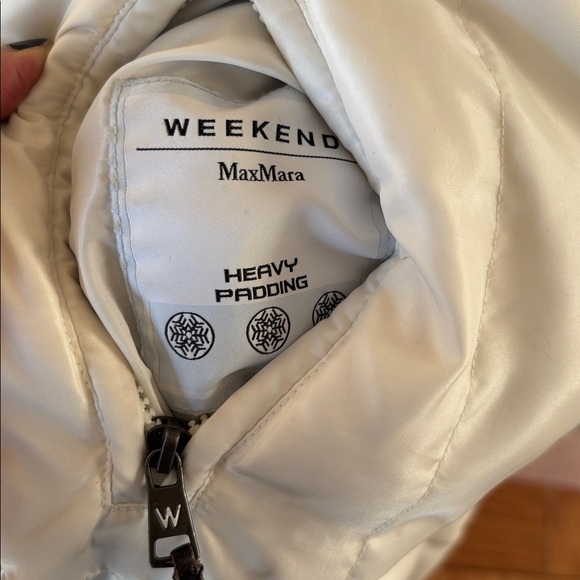 WEEKEND
MaxMara
HEAVY
PADDING
W